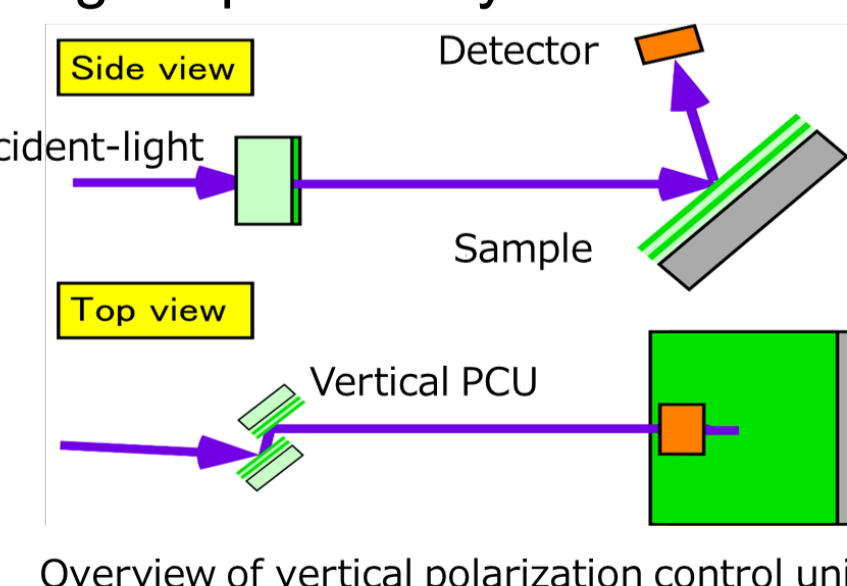 Side view
Detector
cident-light
Sample
Top view
Vertical PCU
Overview of vertical polarization control uni